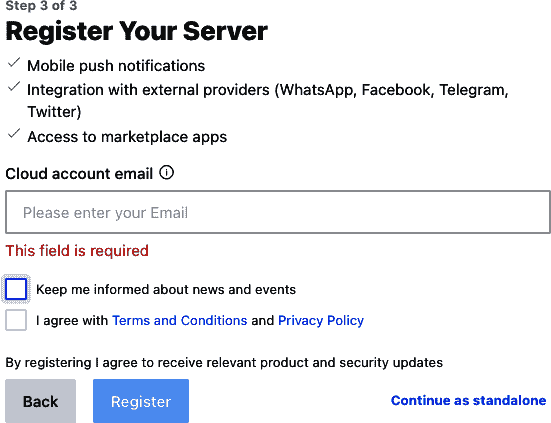 Step 3 of 3
Register Your Server
Mobile push notifications
Integration with external providers (WhatsApp, Facebook, Telegram,
Twitter)
Access to marketplace apps
Cloud account email
Please enter your Email
This field is required
Keep me informed about news and events
I agree with Terms and Conditions and Privacy Policy
By registering I agree to receive relevant product and security updates
Back Register Continue as standalone